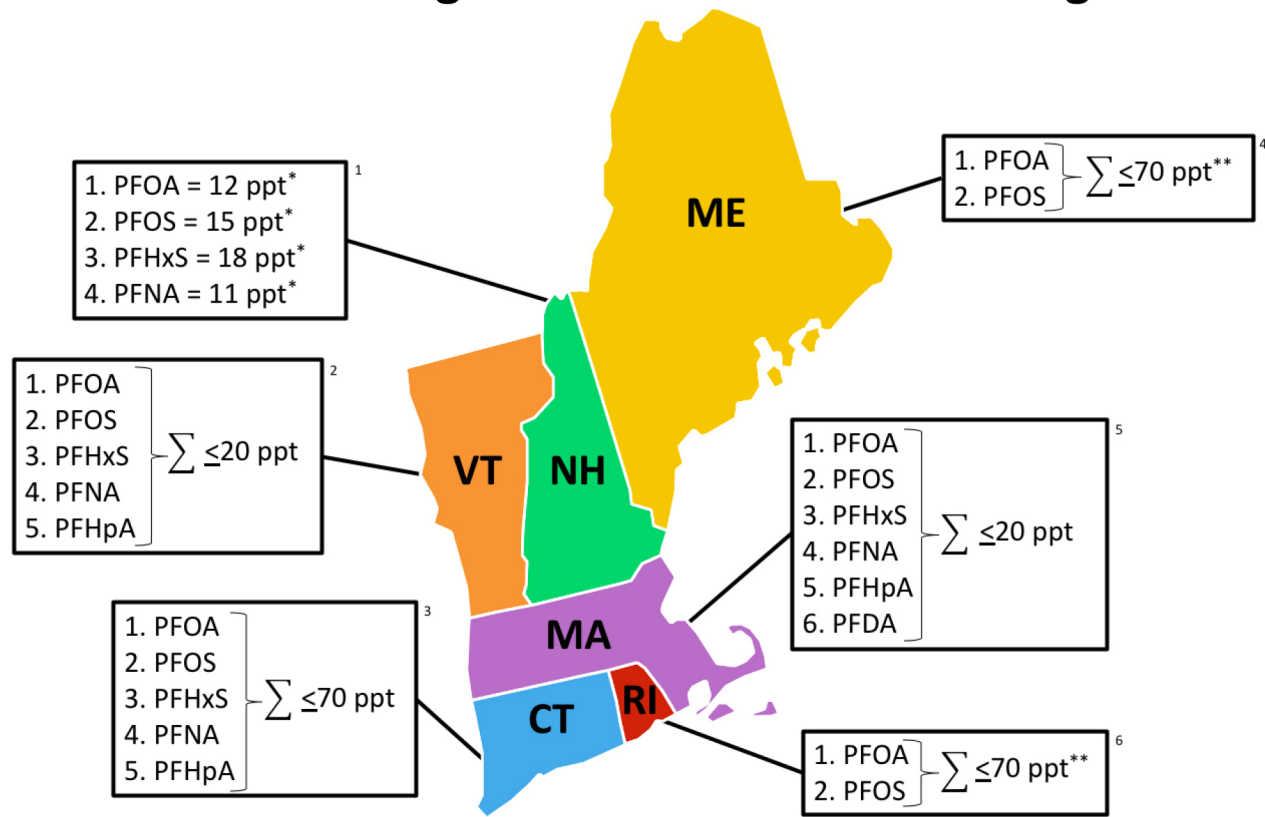 1
1. PFOA = 12 ppt*
2. PFOS = 15 ppt*
3. PFHxS = 18 ppt*
4. PFNA = 11 ppt*
2
1. PFOA
2. PFOS
3. PFHxS
4. PFNA
5. PFHpA
∑ ≤20 ppt
3
1. PFOA
2. PFOS
3. PFHxS
4. PFNA
5. PFHpA
∑ ≤70 ppt
4
1. PFOA
2. PFOS
∑ ≤70 ppt**
5
1. PFOA
2. PFOS
3. PFHxS
4. PFNA
5. PFHpA
6. PFDA
∑ ≤20 ppt
6
1. PFOA
2. PFOS
∑ ≤70 ppt**
ME
VT
NH
MA
CT
RI